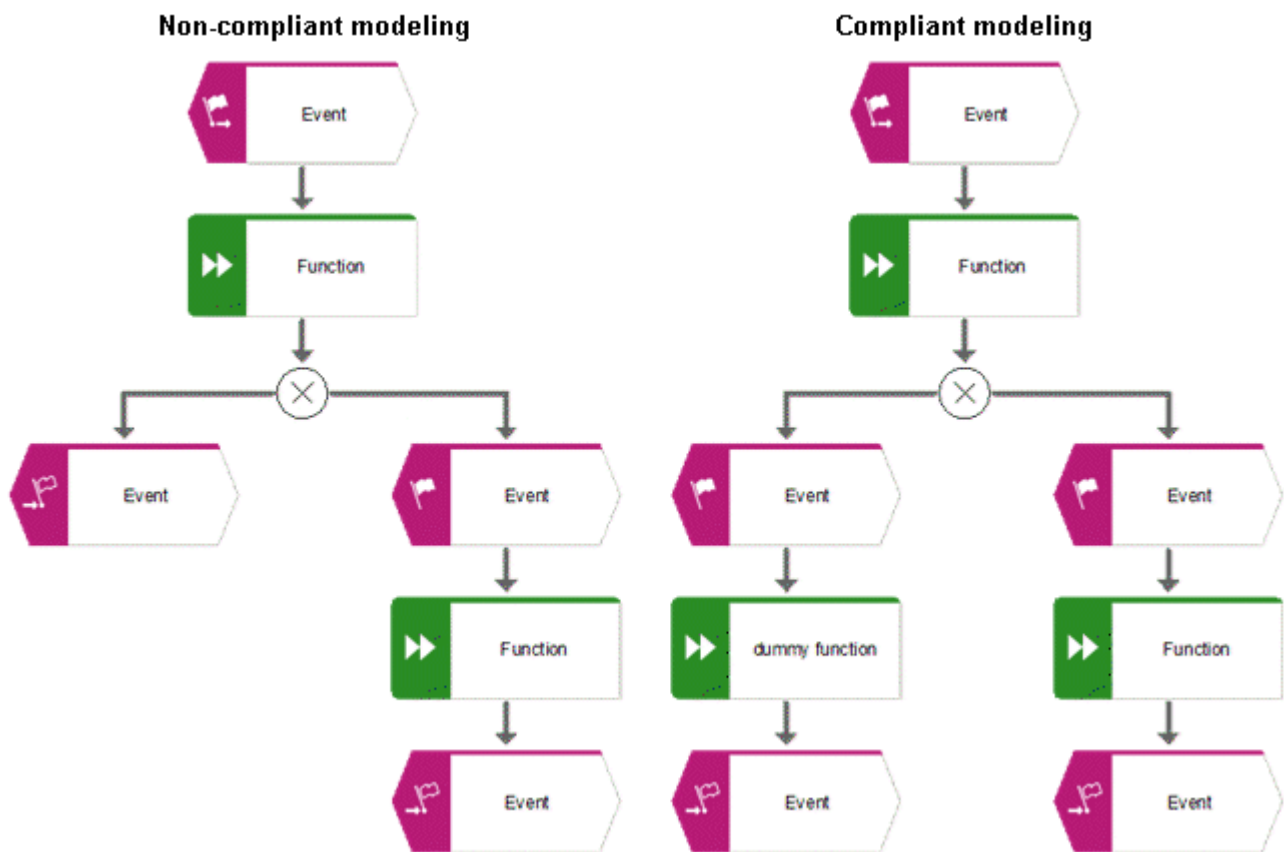 Non-compliant modeling
Compliant modeling
Event
Event
Function
Function
Event
Event
Event
Event
Function
dummy function
Function
Event
Event
Event